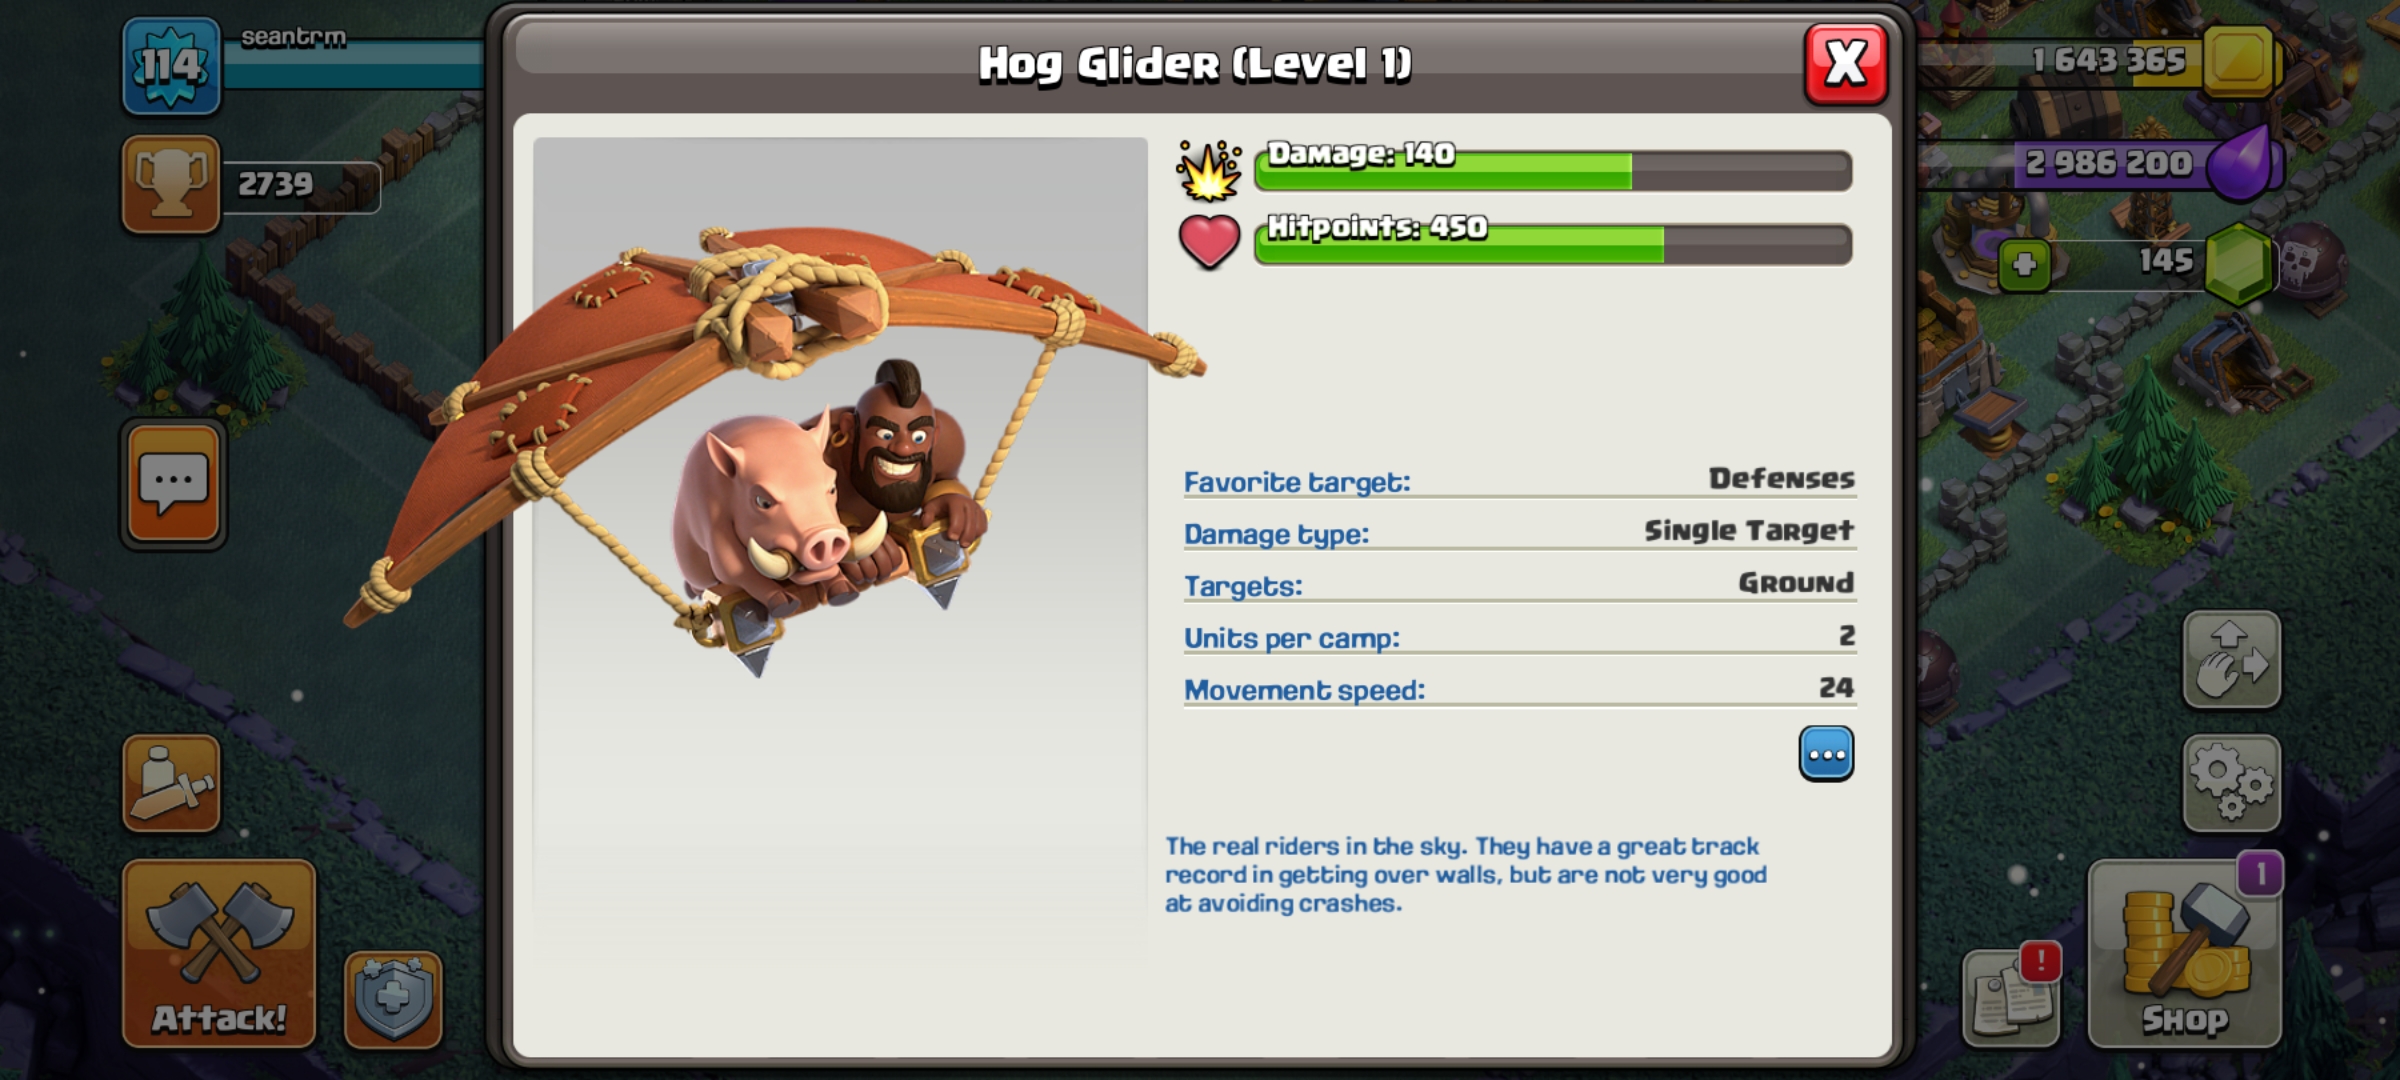 114
seantrm
2739
Hog Glider (Level 1)
X
1 643 365
2 986 200
145
Damage: 140
Hitpoints: 450
Favorite target: Defenses
Damage type: Single Target
Targets: Ground
Units per camp: 2
Movement speed: 24
The real riders in the sky. They have a great track
record in getting over walls, but are not very good
at avoiding crashes.
Attack!
!
1
Shop